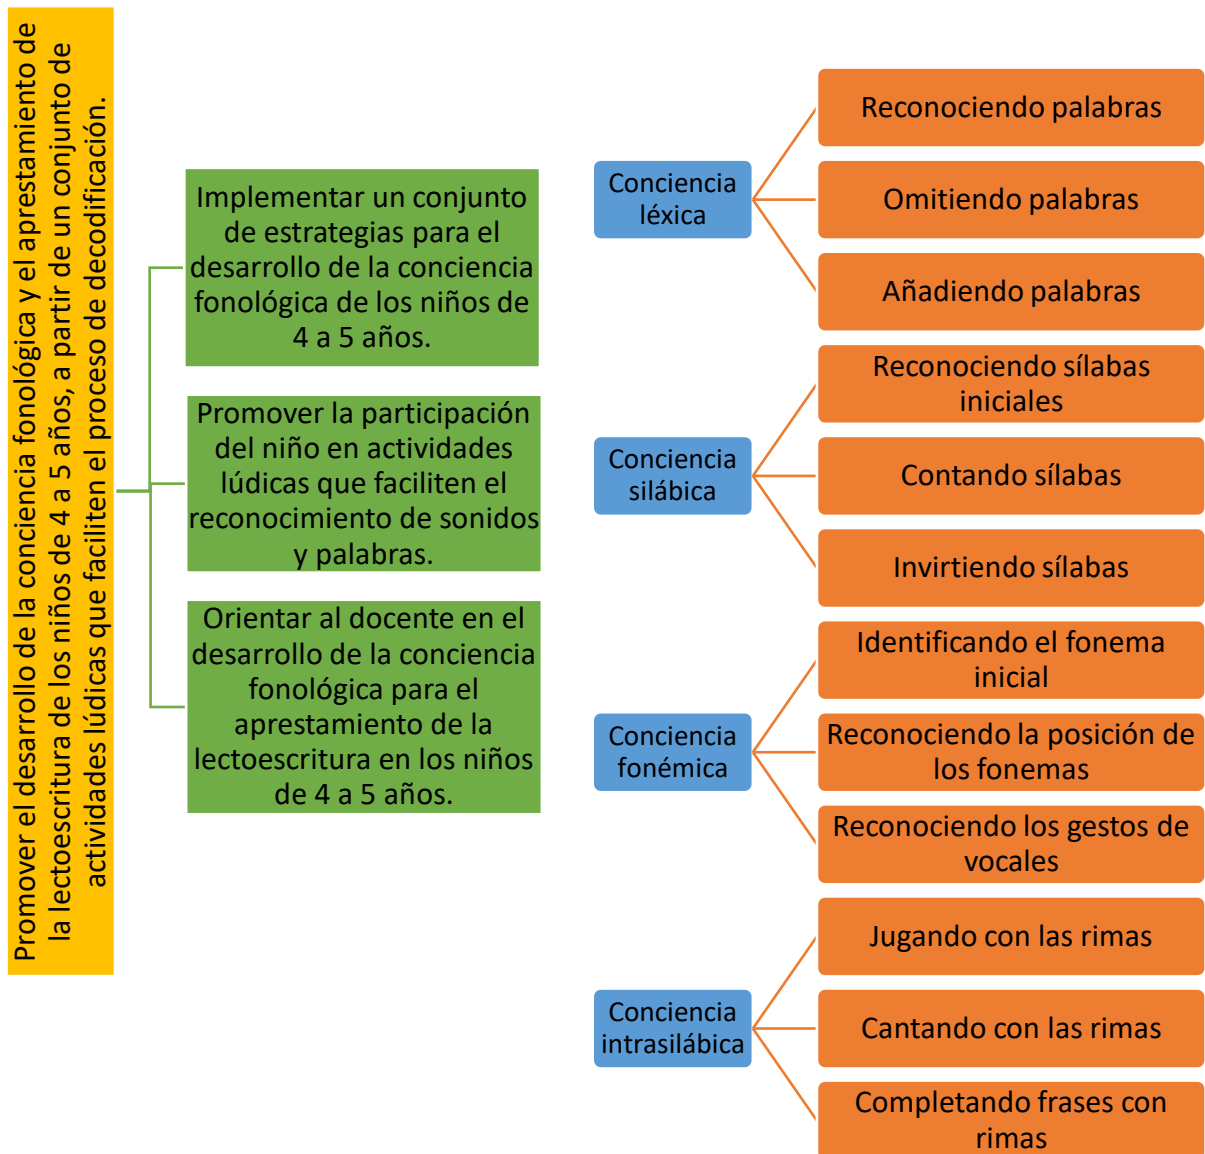 Promover el desarrollo de la conciencia fonológica y el aprestamiento de
la lectoescritura de los niños de 4 a 5 años, a partir de un conjunto de
actividades lúdicas que faciliten el proceso de decodificación.
Implementar un conjunto
de estrategias para el
desarrollo de la conciencia
fonológica de los niños de
4 a 5 años.
Promover la participación
del niño en actividades
lúdicas que faciliten el
reconocimiento de sonidos
y palabras.
Orientar al docente en el
desarrollo de la conciencia
fonológica para el
aprestamiento de la
lectoescritura en los niños
de 4 a 5 años.
Conciencia
léxica
Reconociendo palabras
Omitiendo palabras
Añadiendo palabras
Conciencia
silábica
Reconociendo sílabas
iniciales
Contando sílabas
Invirtiendo sílabas
Conciencia
fonémica
Identificando el fonema
inicial
Reconociendo la posición de
los fonemas
Reconociendo los gestos de
vocales
Conciencia
intrasilábica
Jugando con las rimas
Cantando con las rimas
Completando frases con
rimas